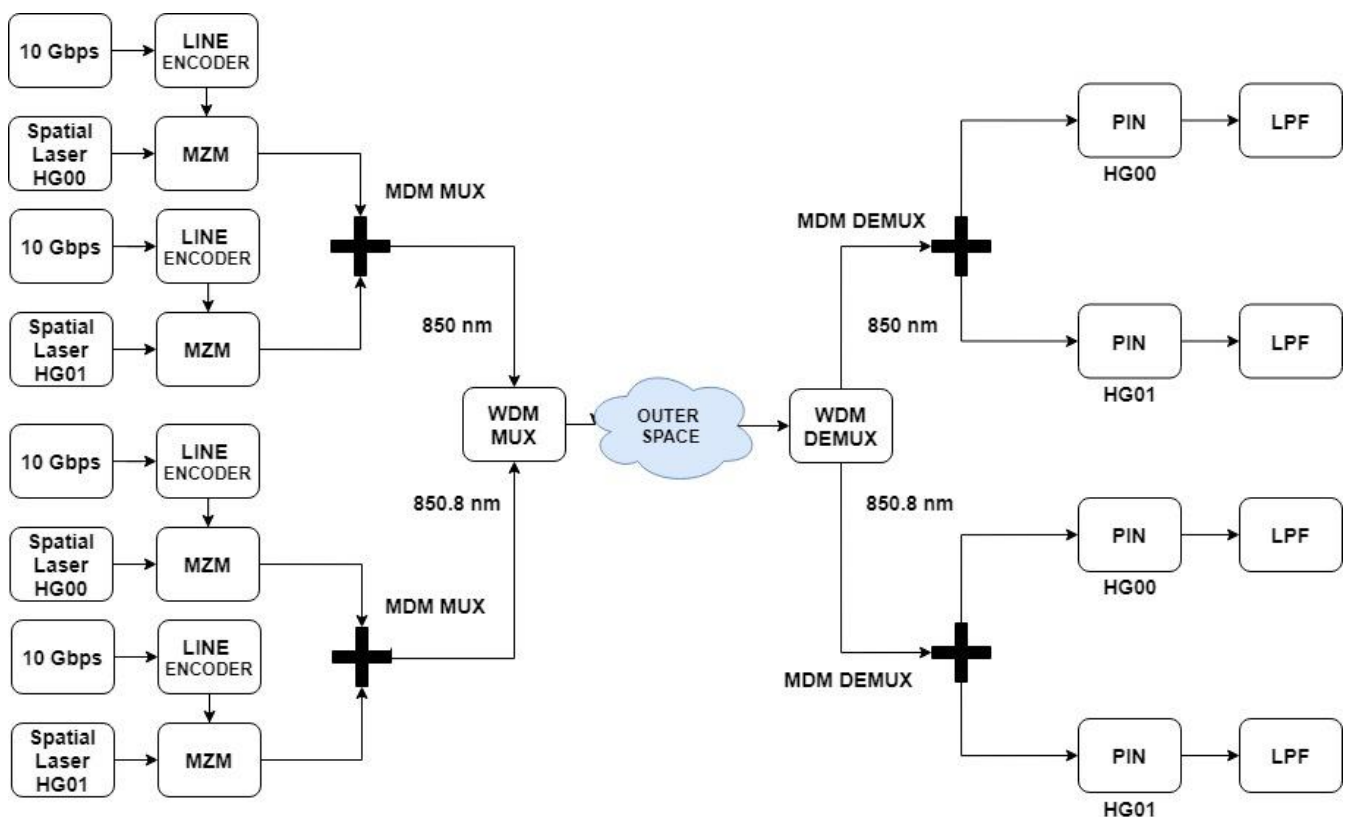 10 Gbps
LINE
ENCODER
Spatial
Laser
HG00
MZM
MDM MUX
10 Gbps
LINE
ENCODER
Spatial
Laser
HG01
MZM
850 nm
WDM
MUX
10 Gbps
LINE
ENCODER
850.8 nm
Spatial
Laser
HG00
MZM
MDM MUX
10 Gbps
LINE
ENCODER
Spatial
Laser
HG01
MZM
OUTER
SPACE
WDM
DEMUX
MDM DEMUX
850 nm
PIN
HG00
LPF
PIN
HG01
LPF
850.8 nm
MDM DEMUX
PIN
HG00
LPF
PIN
HG01
LPF